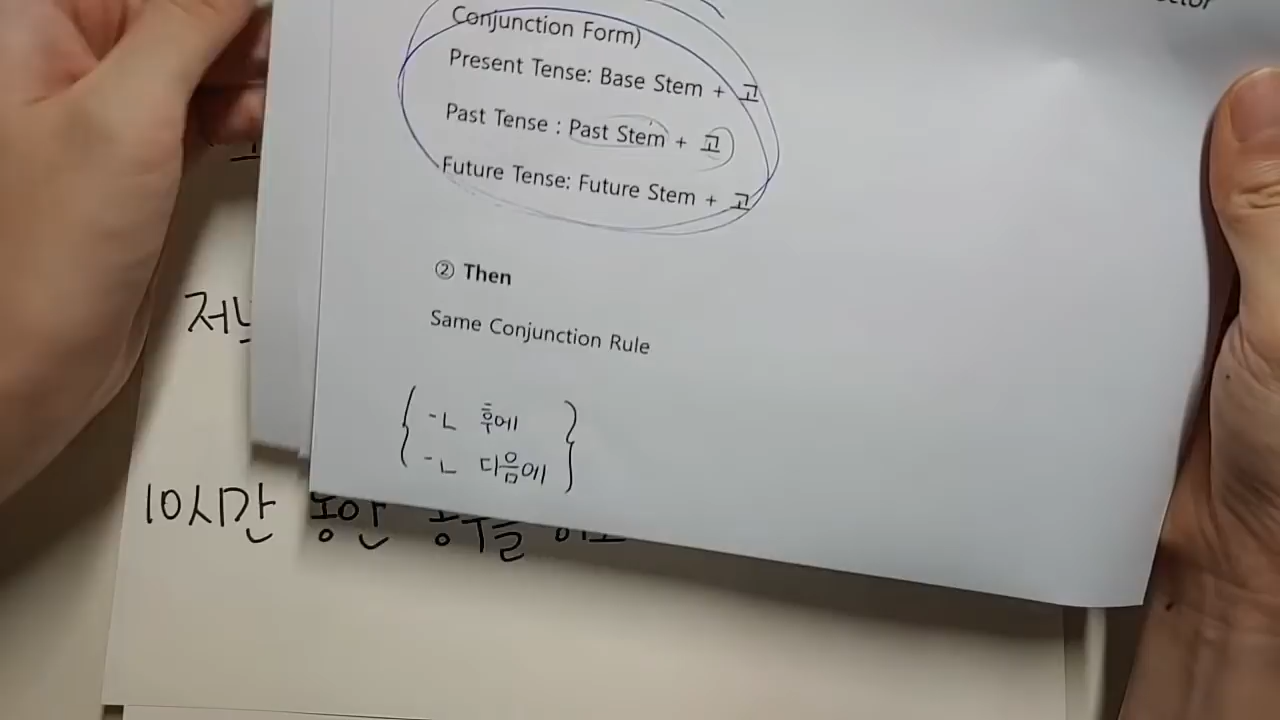 Conjunction Form)
Present Tense: Base Stem + 고
Past Tense : Past Stem + 고
Future Tense: Future Stem + 고
② Then
Same Conjunction Rule
-ㄴ 후에
-ㄴ 다음에
10시간 동안